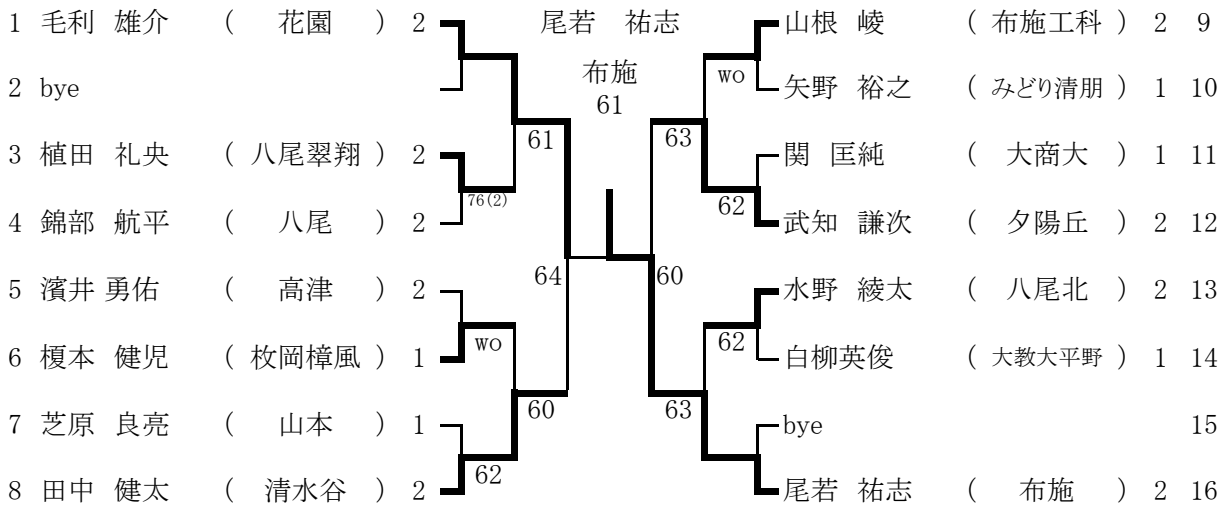 1 毛利 雄介 ( 花園 ) 2
2 bye
3 植田 礼央 ( 八尾翠翔 ) 2
4 錦部 航平 ( 八尾 ) 2
5 濱井 勇佑 ( 高津 ) 2
6 榎本 健児 ( 枚岡樟風 ) 1
7 芝原 良亮 ( 山本 ) 1
8 田中 健太 ( 清水谷 ) 2
76(2)
wo
62
61
60
64
尾若 祐志
布施
61
60
63
63
wo
62
62
山根 崚 ( 布施工科 ) 2 9
矢野 裕之 ( みどり清朋 ) 1 10
関 匡純 ( 大商大 ) 1 11
武知 謙次 ( 夕陽丘 ) 2 12
水野 綾太 ( 八尾北 ) 2 13
白柳英俊 ( 大教大平野 ) 1 14
bye 15
尾若 祐志 ( 布施 ) 2 16